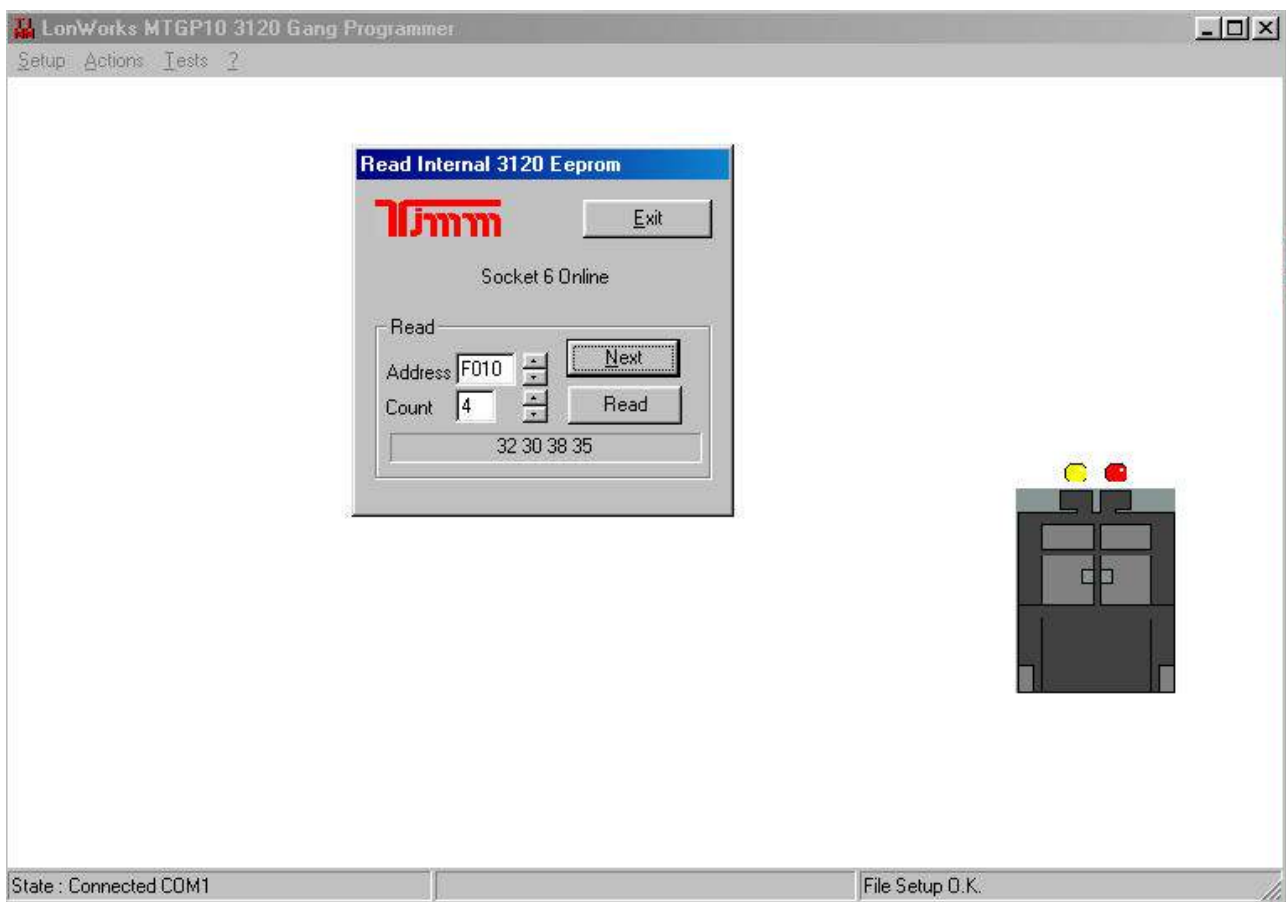 LonWorks MTGP10 3120 Gang Programmer
Setup Actions Tests ?
Read Internal 3120 Eeprom
Tjmm
Exit
Socket 6 Online
Read
Address F010 Next
Count 4 Read
32 30 38 35
State : Connected COM1
File Setup O.K.